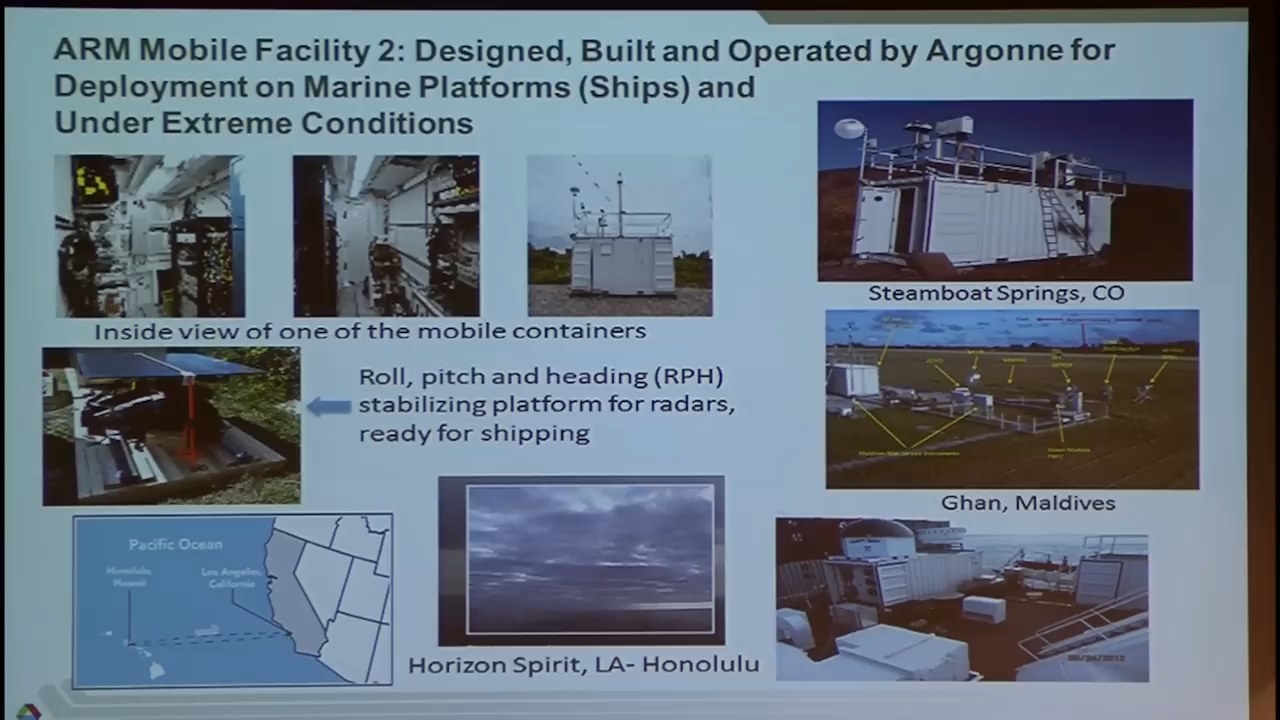 ARM Mobile Facility 2: Designed, Built and Operated by Argonne for
Deployment on Marine Platforms (Ships) and
Under Extreme Conditions
Inside view of one of the mobile containers
Steamboat Springs, CO
Roll, pitch and heading (RPH)
stabilizing platform for radars,
ready for shipping
Ghan, Maldives
Pacific Ocean
Honolulu,
Hawaii
Los Angeles,
California
Horizon Spirit, LA- Honolulu